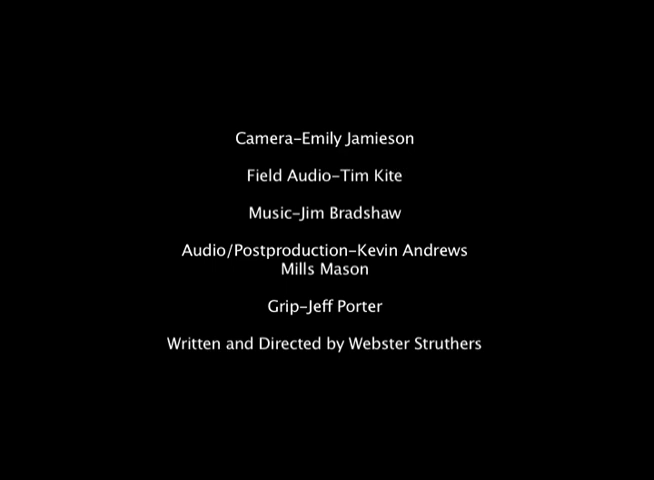 Camera-Emily Jamieson
Field Audio-Tim Kite
Music-Jim Bradshaw
Audio/Postproduction-Kevin Andrews
Mills Mason
Grip-Jeff Porter
Written and Directed by Webster Struthers